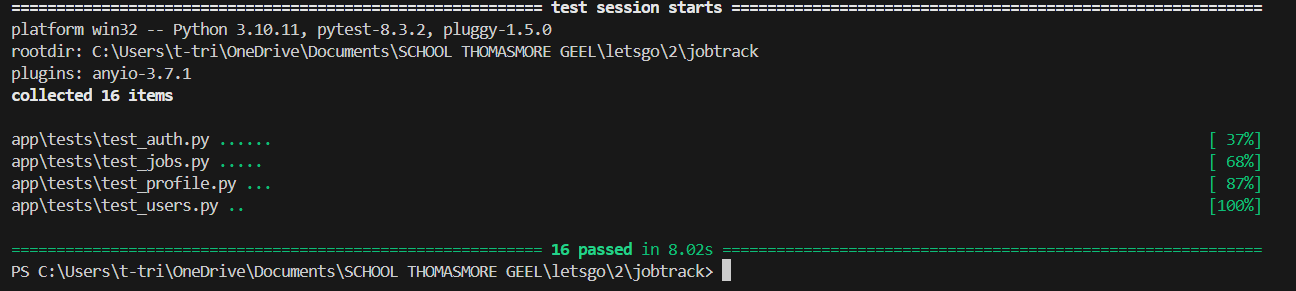 ============================================================ test session starts =============================================================
platform win32 -- Python 3.10.11, pytest-8.3.2, pluggy-1.5.0
rootdir: C:\Users\t-tri\OneDrive\Documents\SCHOOL THOMASMORE GEEL\letsgo\2\jobtrack
plugins: anyio-3.7.1
collected 16 items
app\tests\test_auth.py ...... [ 37%]
app\tests\test_jobs.py ..... [ 68%]
app\tests\test_profile.py ... [ 87%]
app\tests\test_users.py .. [100%]
============================================================ 16 passed in 8.02s =============================================================
PS C:\Users\t-tri\OneDrive\Documents\SCHOOL THOMASMORE GEEL\letsgo\2\jobtrack>